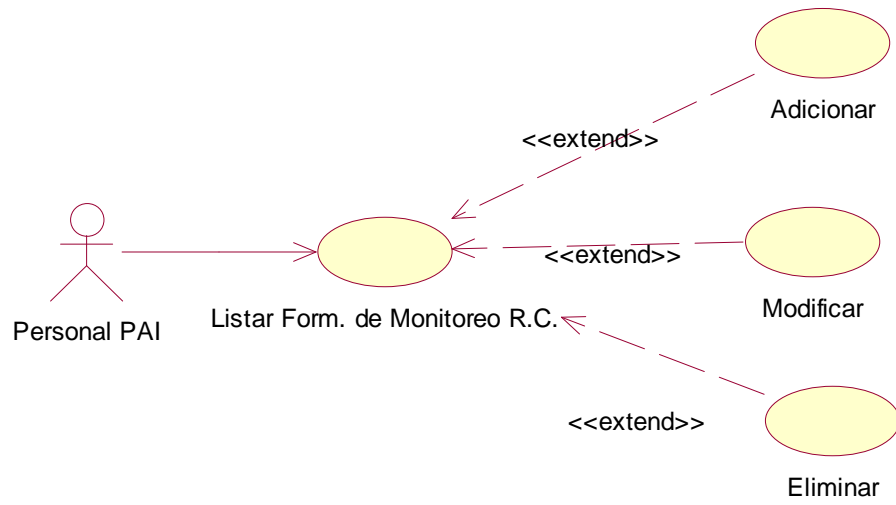 Adicionar
<<extend>>
<<extend>>
Modificar
Personal PAI
Listar Form. de Monitoreo R.C.
<<extend>>
Eliminar